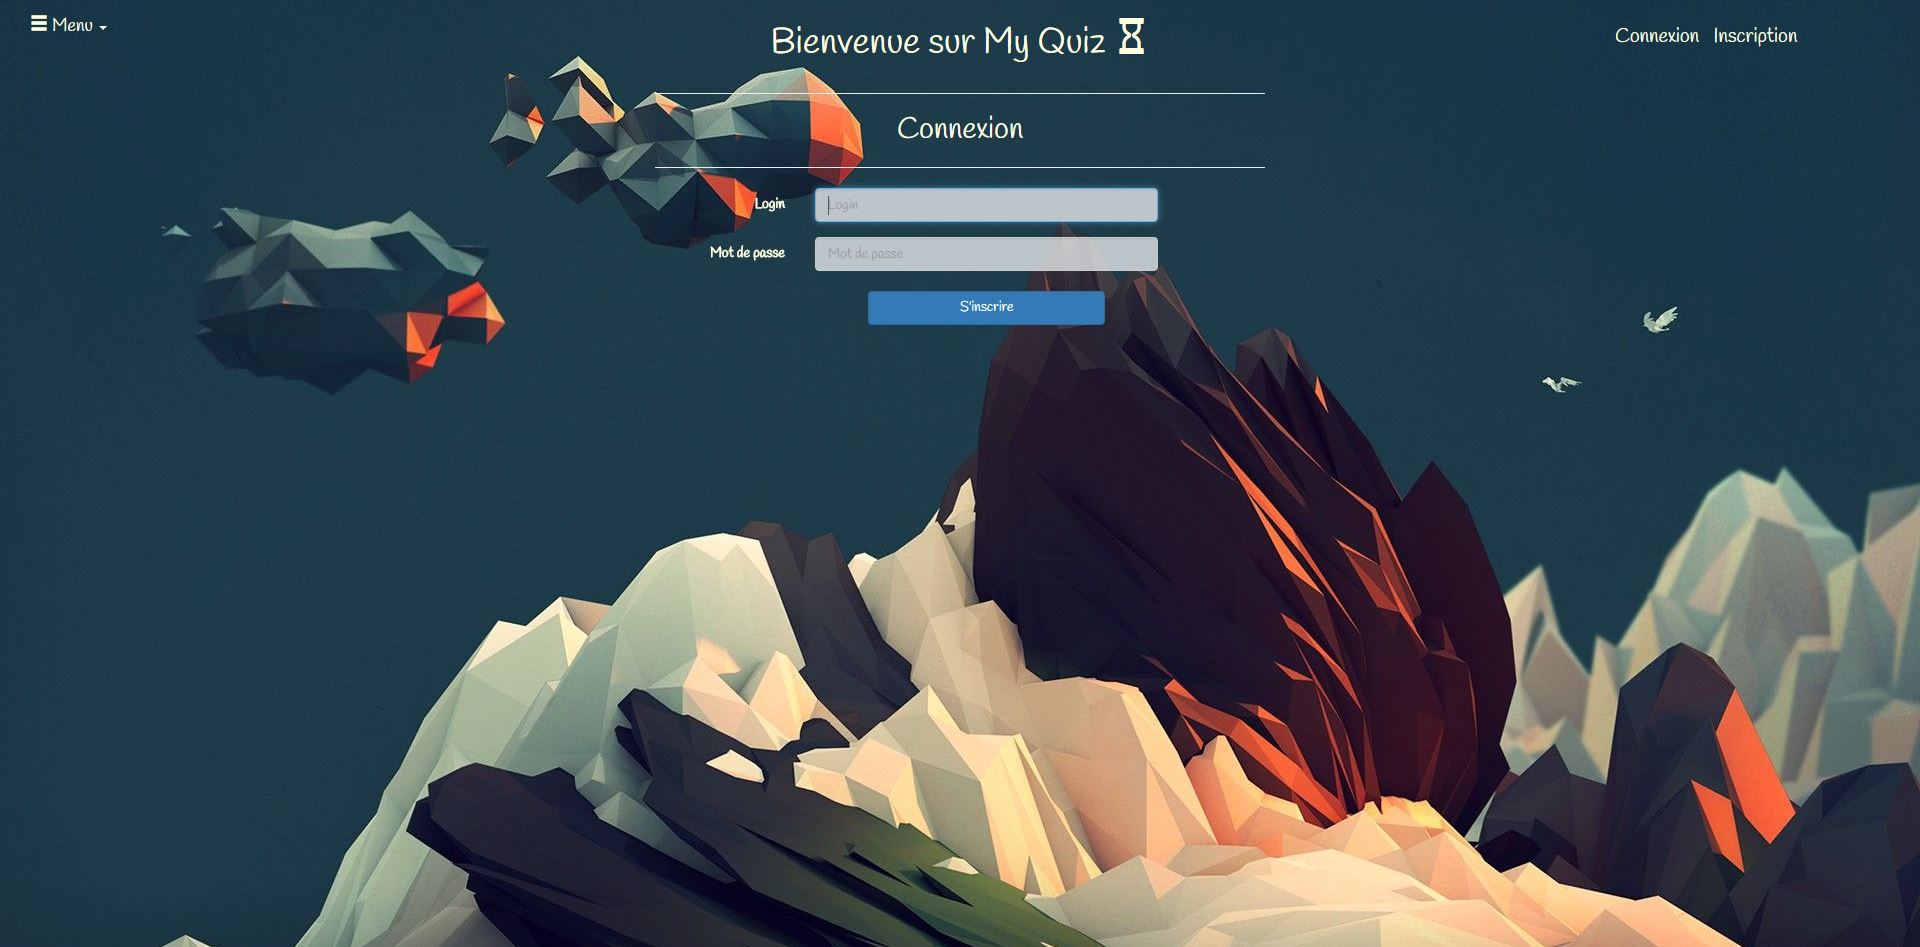 Menu
Bienvenue sur My Quiz
Connexion Inscription
Connexion
Login
Login
Mot de passe
Mot de passe
S'inscrire